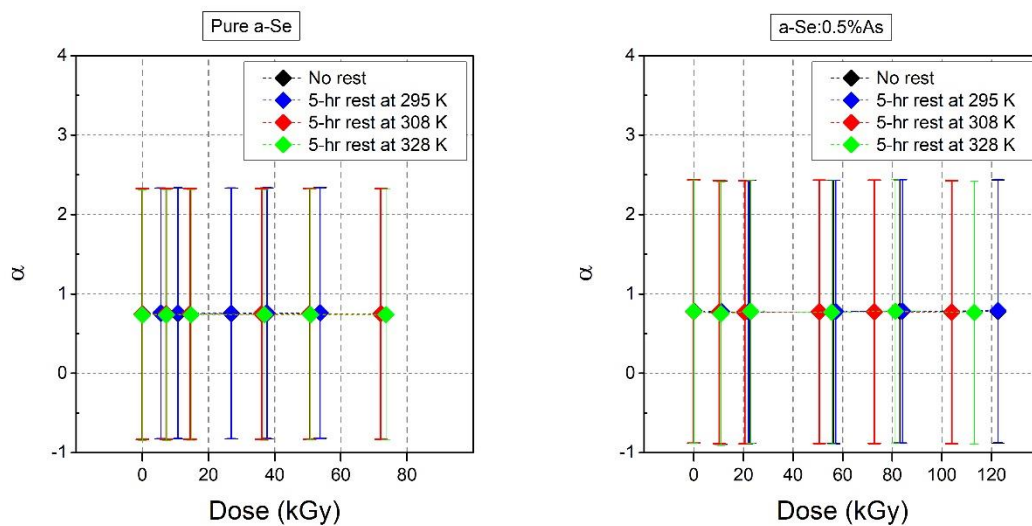 Pure a-Se
4
3
2
1
0
-1
α
No rest
5-hr rest at 295 K
5-hr rest at 308 K
5-hr rest at 328 K
0 20 40 60 80
Dose (kGy)
a-Se:0.5%As
4
3
2
1
0
-1
α
No rest
5-hr rest at 295 K
5-hr rest at 308 K
5-hr rest at 328 K
0 20 40 60 80 100 120
Dose (kGy)